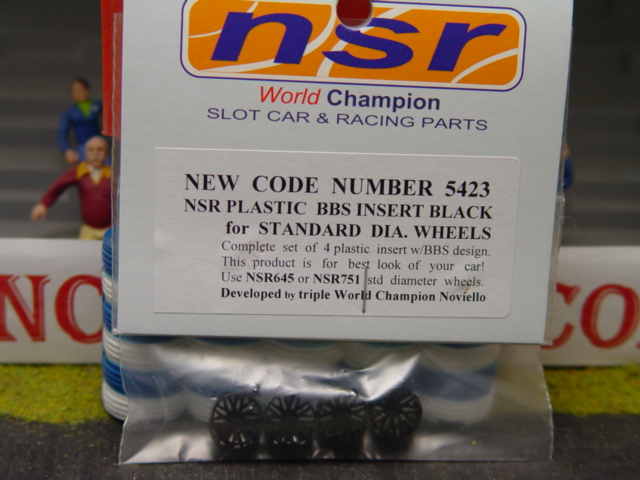 nsr
World Champion
SLOT CAR & RACING PARTS
NEW CODE NUMBER 5423
NSR PLASTIC BBS INSERT BLACK
for STANDARD DIA. WHEELS
Complete set of 4 plastic insert w/BBS design.
This product is for best look of your car!
Use NSR645 or NSR751 std diameter wheels.
Developed by triple World Champion Noviello
NC
CO